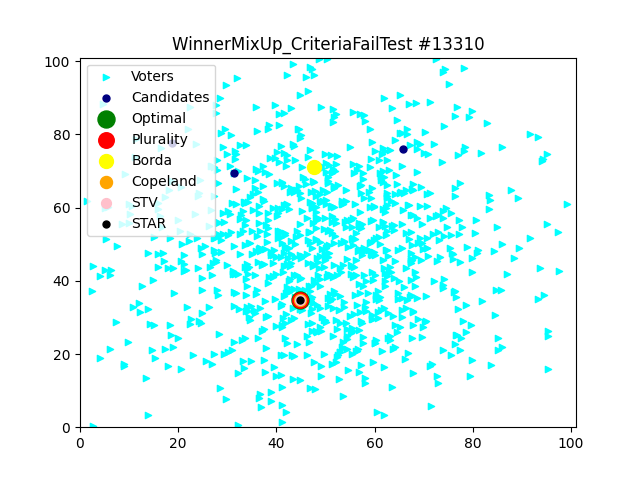 WinnerMixUp_CriteriaFailTest #13310
100
80
60
40
20
0
0
20
40
60
80
100
Voters
Candidates
Optimal
Plurality
Borda
Copeland
STV
STAR